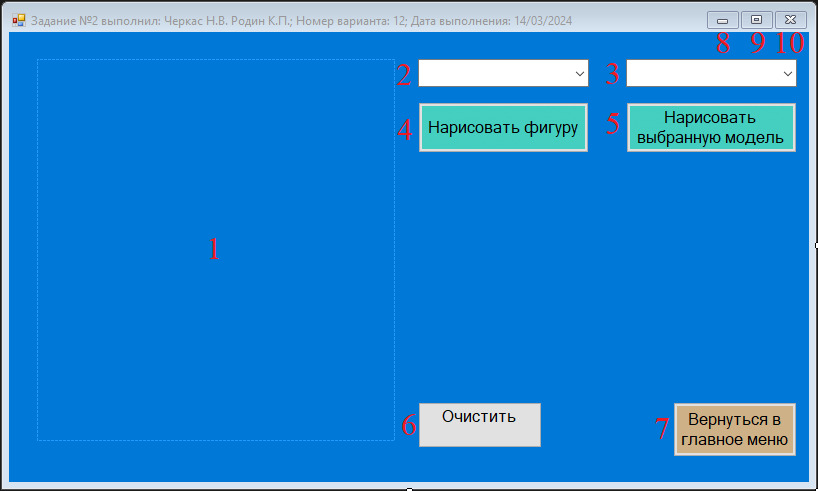 Задание №2 выполнил: Черкас Н.В. Родин К.П.; Номер варианта: 12; Дата выполнения: 14/03/2024
8 9 10
2 3
4 Нарисовать фигуру
5 Нарисовать
выбранную модель
1
6 Очистить
7 Вернуться в
главное меню